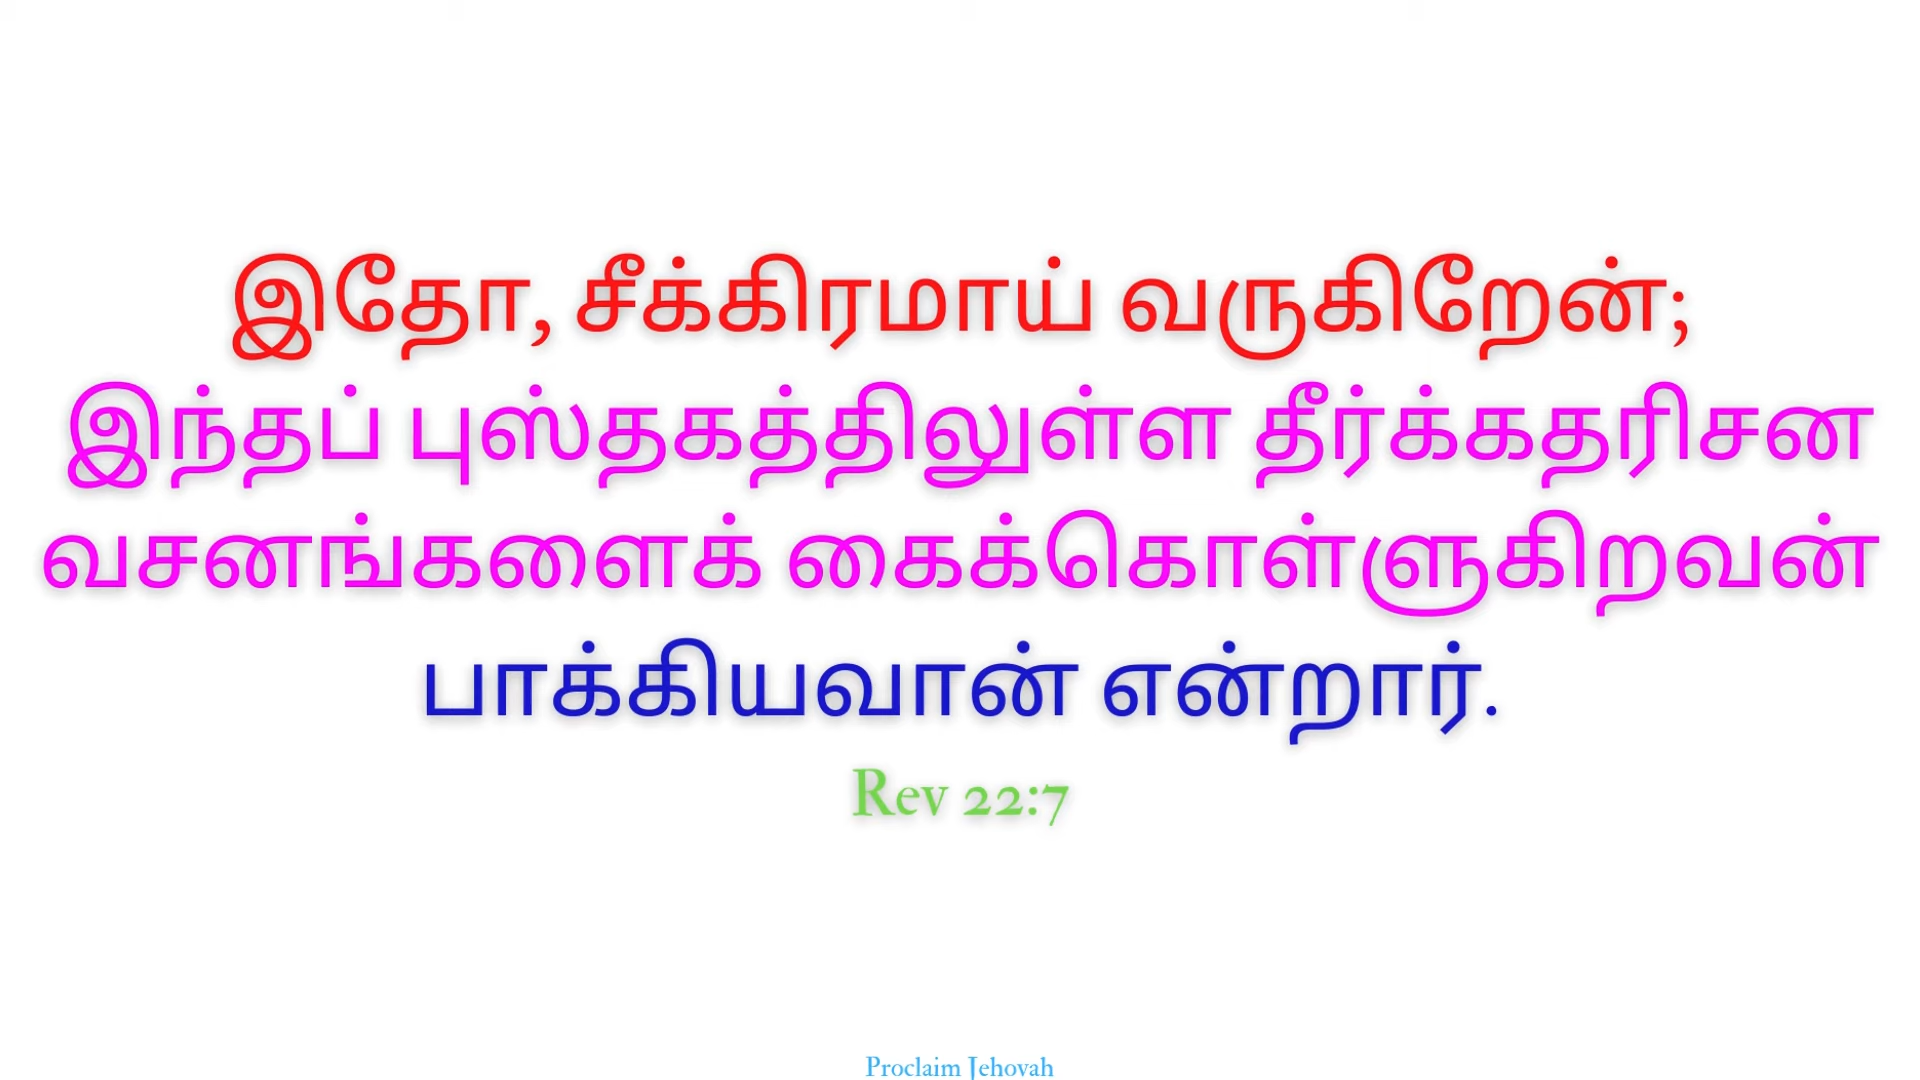 இதோ, சீக்கிரமாய் வருகிறேன்;
இந்தப் புஸ்தகத்திலுள்ள தீர்க்கதரிசன
வசனங்களைக் கைக்கொள்ளுகிறவன்
பாக்கியவான் என்றார்.
Rev 22:7
Proclaim Jehovah